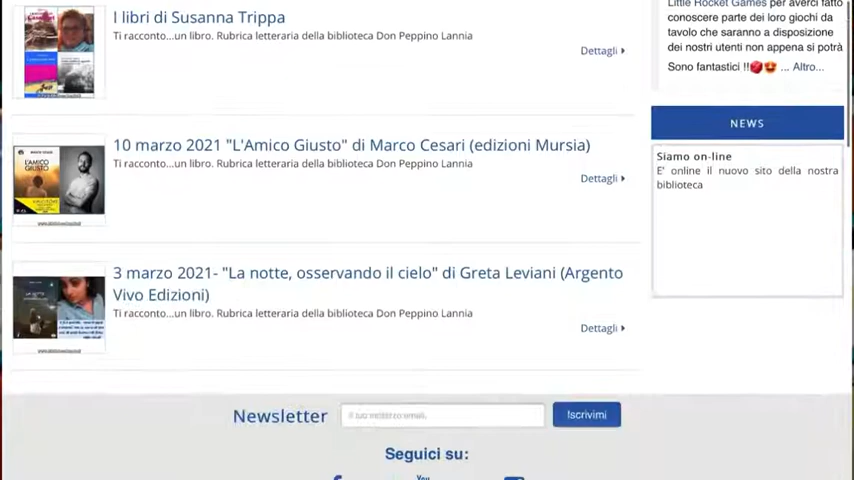 I libri di Susanna Trippa
Ti racconto...un libro. Rubrica letteraria della biblioteca Don Peppino Lannia
Dettagli
10 marzo 2021 "L'Amico Giusto" di Marco Cesari (edizioni Mursia)
Ti racconto...un libro. Rubrica letteraria della biblioteca Don Peppino Lannia
Dettagli
L'AMICO
GIUSTO
3 marzo 2021- "La notte, osservando il cielo" di Greta Leviani (Argento
Vivo Edizioni)
Ti racconto...un libro. Rubrica letteraria della biblioteca Don Peppino Lannia
Dettagli
Little Rocket Games per averci fatto
conoscere parte dei loro giochi da
tavolo che saranno a disposizione
dei nostri utenti non appena si potrà
Sono fantastici !! ... Altro...
NEWS
Siamo on-line
E' online il nuovo sito della nostra
biblioteca
Newsletter
Il tuo indirizzo email.
Iscrivimi
Seguici su:
You